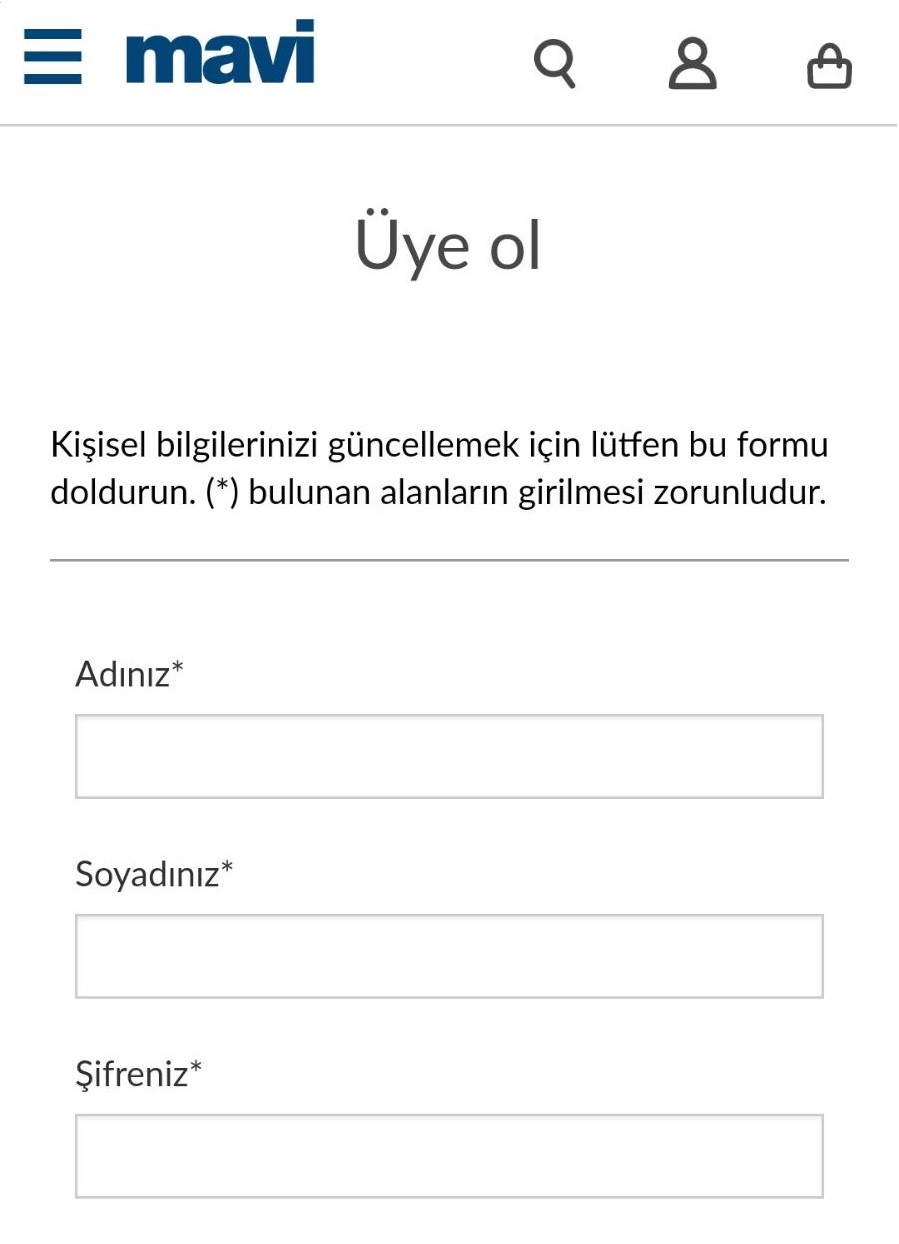 mavi
Üye ol
Kişisel bilgilerinizi güncellemek için lütfen bu formu
doldurun. (*) bulunan alanların girilmesi zorunludur.
Adınız*
Soyadınız*
Şifreniz*